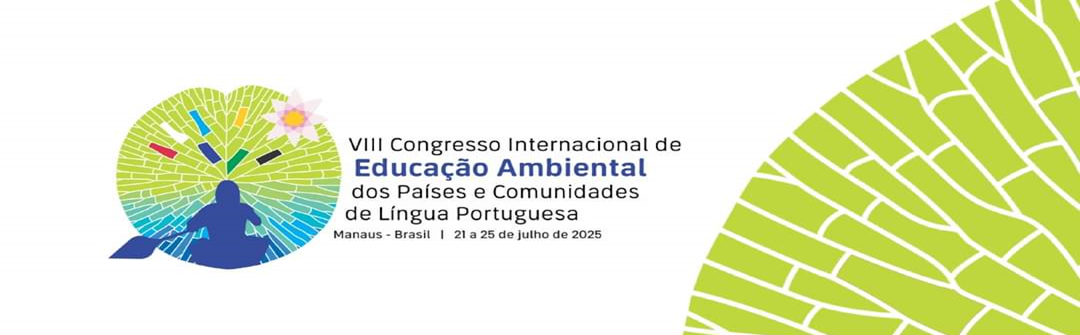 VIII Congresso Internacional de
Educação Ambiental
dos Países e Comunidades
de Língua Portuguesa
Manaus - Brasil | 21 a 25 de julho de 2025